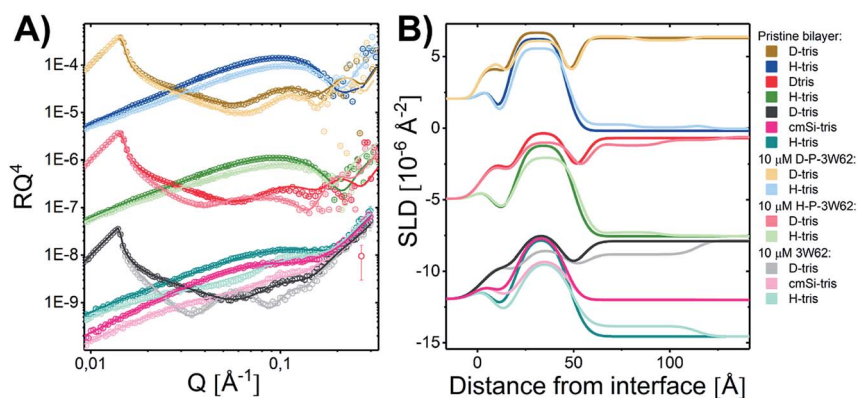 A)
RQ⁴
1E-4
1E-5
1E-6
1E-7
1E-8
1E-9
0,01
0,1
Q [Å⁻¹]
B)
SLD [10⁻⁶ Å⁻²]
5
0
-5
-10
-15
0
50
100
Distance from interface [Å]
Pristine bilayer:
D-tris
H-tris
Dtris
H-tris
D-tris
cmSi-tris
H-tris
10 µM D-P-3W62:
D-tris
H-tris
10 µM H-P-3W62:
D-tris
H-tris
10 µM 3W62:
D-tris
cmSi-tris
H-tris